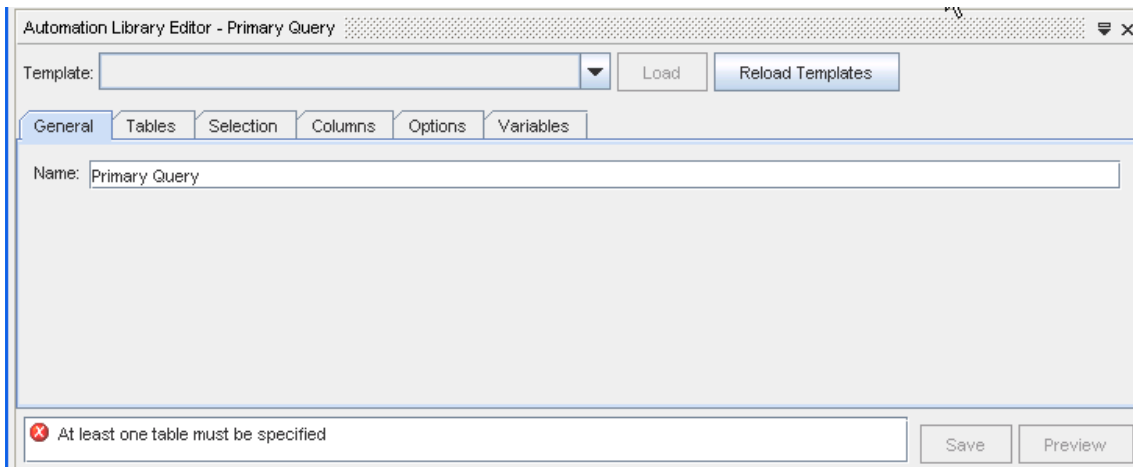 Automation Library Editor - Primary Query
Template: Load Reload Templates
General Tables Selection Columns Options Variables
Name: Primary Query
At least one table must be specified
Save Preview